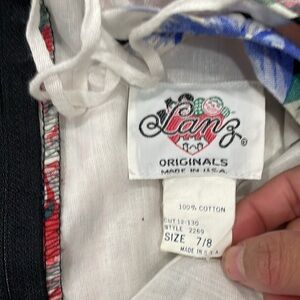 Lanz
ORIGINALS
MADE IN U.S.A.
100% COTTON
CUT 12-130
STYLE 2269
SIZE 7/8
MADE IN U.S.A.